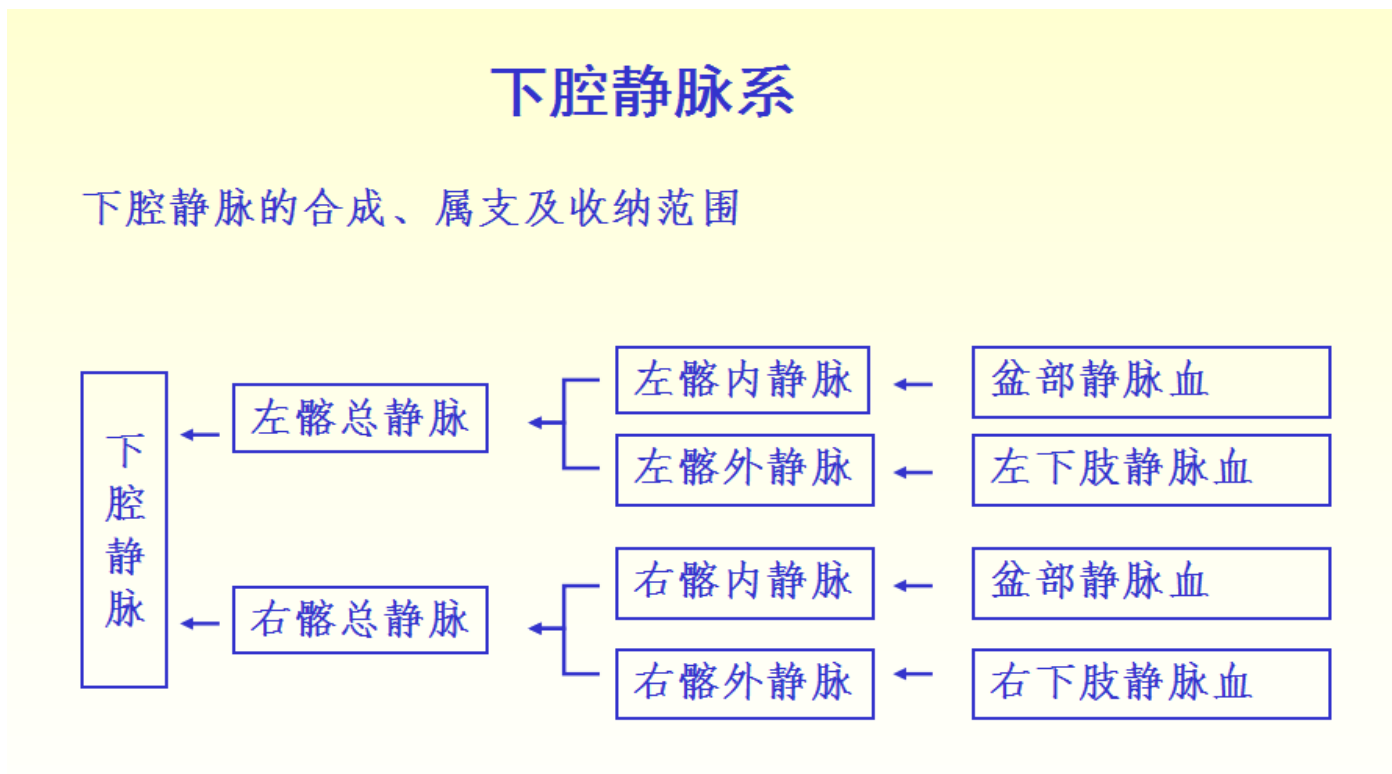 下腔静脉系
下腔静脉的合成、属支及收纳范围
下腔静脉
左髂总静脉
左髂内静脉
盆部静脉血
左髂外静脉
左下肢静脉血
右髂总静脉
右髂内静脉
盆部静脉血
右髂外静脉
右下肢静脉血